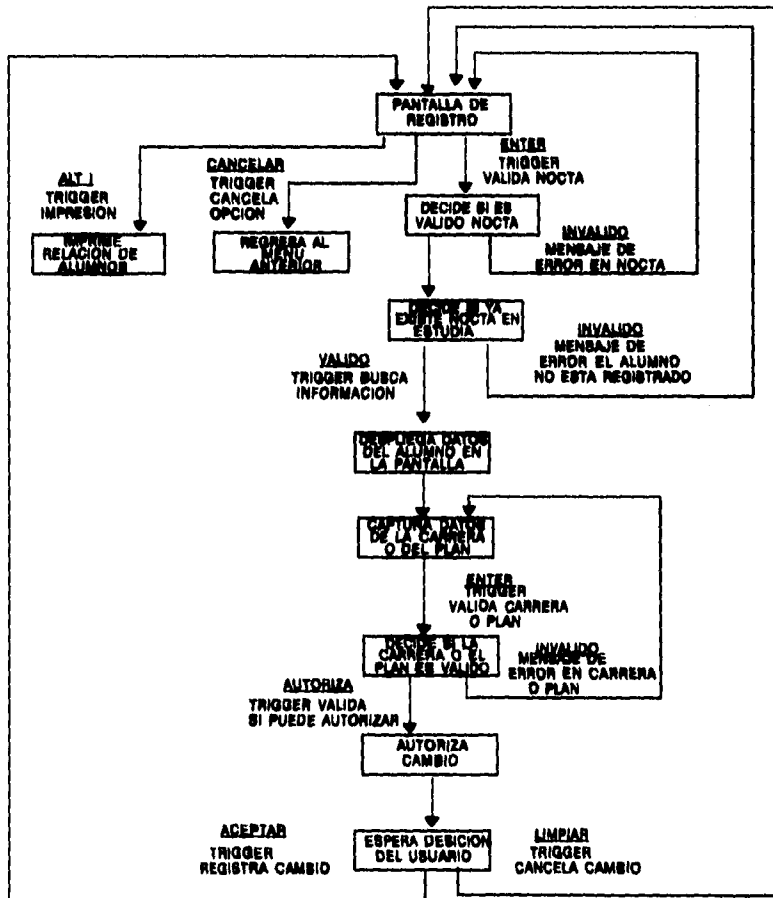 PANTALLA DE
REGISTRO
ALT I
TRIGGER
IMPRESION
CANCELAR
TRIGGER
CANCELA
OPCION
ENTER
TRIGGER
VALIDA NOCTA
IMPRIME
RELACION DE
ALUMNOS
REGRESA AL
MENU
ANTERIOR
DECIDE SI ES
VALIDO NOCTA
INVALIDO
MENSAJE DE
ERROR EN NOCTA
DECIDE SI YA
EXISTE NOCTA EN
ESTUDIA
VALIDO
TRIGGER BUSCA
INFORMACION
INVALIDO
MENSAJE DE
ERROR EL ALUMNO
NO ESTA REGISTRADO
DESPLIEGA DATOS
DEL ALUMNO EN
LA PANTALLA
CAPTURA DATOS
DE LA CARRERA
O DEL PLAN
ENTER
TRIGGER
VALIDA CARRERA
O PLAN
DECIDE SI LA
CARRERA O EL
PLAN ES VALIDO
INVALIDO
MENSAJE DE
ERROR EN CARRERA
O PLAN
AUTORIZA
TRIGGER VALIDA
SI PUEDE AUTORIZAR
AUTORIZA
CAMBIO
ACEPTAR
TRIGGER
REGISTRA CAMBIO
ESPERA DESICION
DEL USUARIO
LIMPIAR
TRIGGER
CANCELA CAMBIO